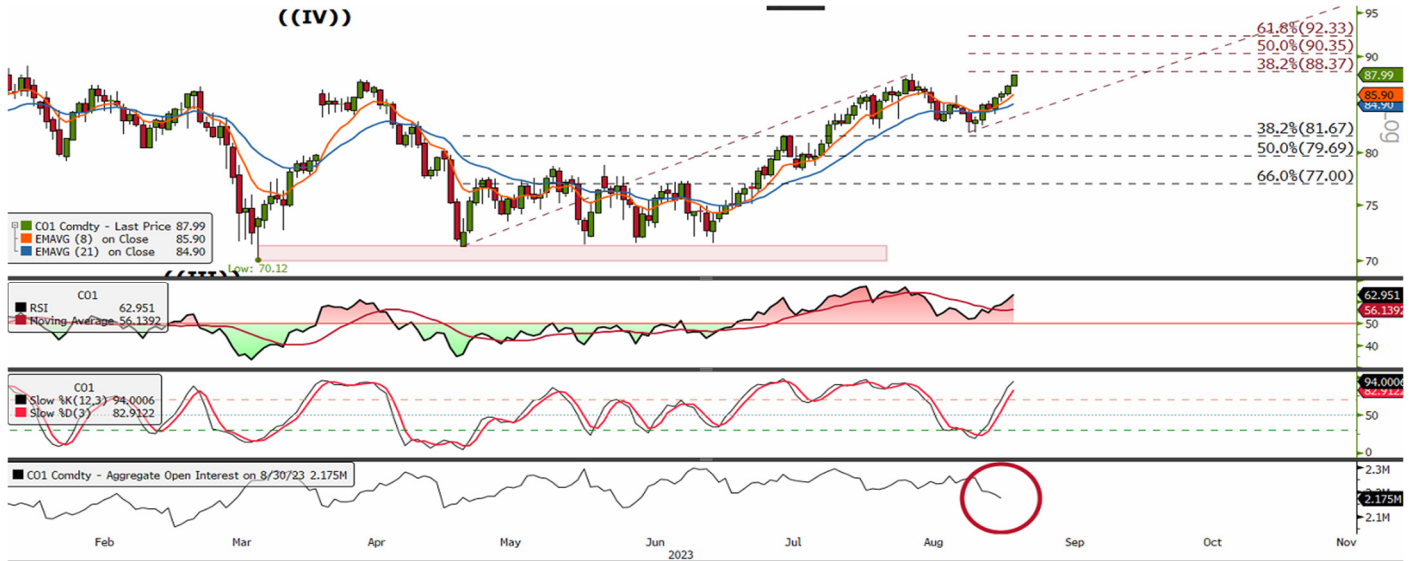 ((IV))
95
61.8%(92.33)
50.0%(90.35)
90
38.2%(88.37)
87.99
85.90
84.90
Log
38.2%(81.67)
80
50.0%(79.69)
66.0%(77.00)
75
70
CO1 Comdty - Last Price 87.99
EMAVG (8) on Close 85.90
EMAVG (21) on Close 84.90
Low: 70.12
((III))
CO1
RSI 62.951
Moving Average 56.1392
62.951
56.1392
50
40
CO1
Slow %K(12,3) 94.0006
Slow %D(3) 82.9122
94.0006
82.9122
50
0
CO1 Comdty - Aggregate Open Interest on 8/30/23 2.175M
2.3M
2.175M
2.1M
Feb Mar Apr May Jun Jul Aug Sep Oct Nov
2023